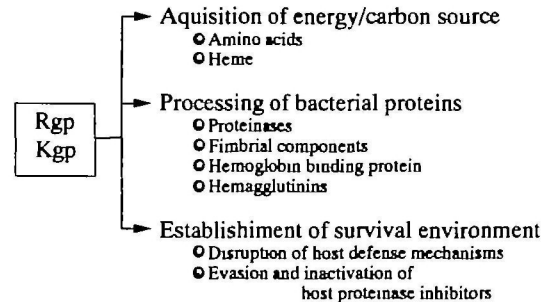 Aquisition of energy/carbon source
Amino acids
Heme
Rgp
Kgp
Processing of bacterial proteins
Proteinases
Fimbrial components
Hemoglobin binding protein
Hemagglutinins
Establishiment of survival environment
Disruption of host defense mechanisms
Evasion and inactivation of
host proteinase inhibitors